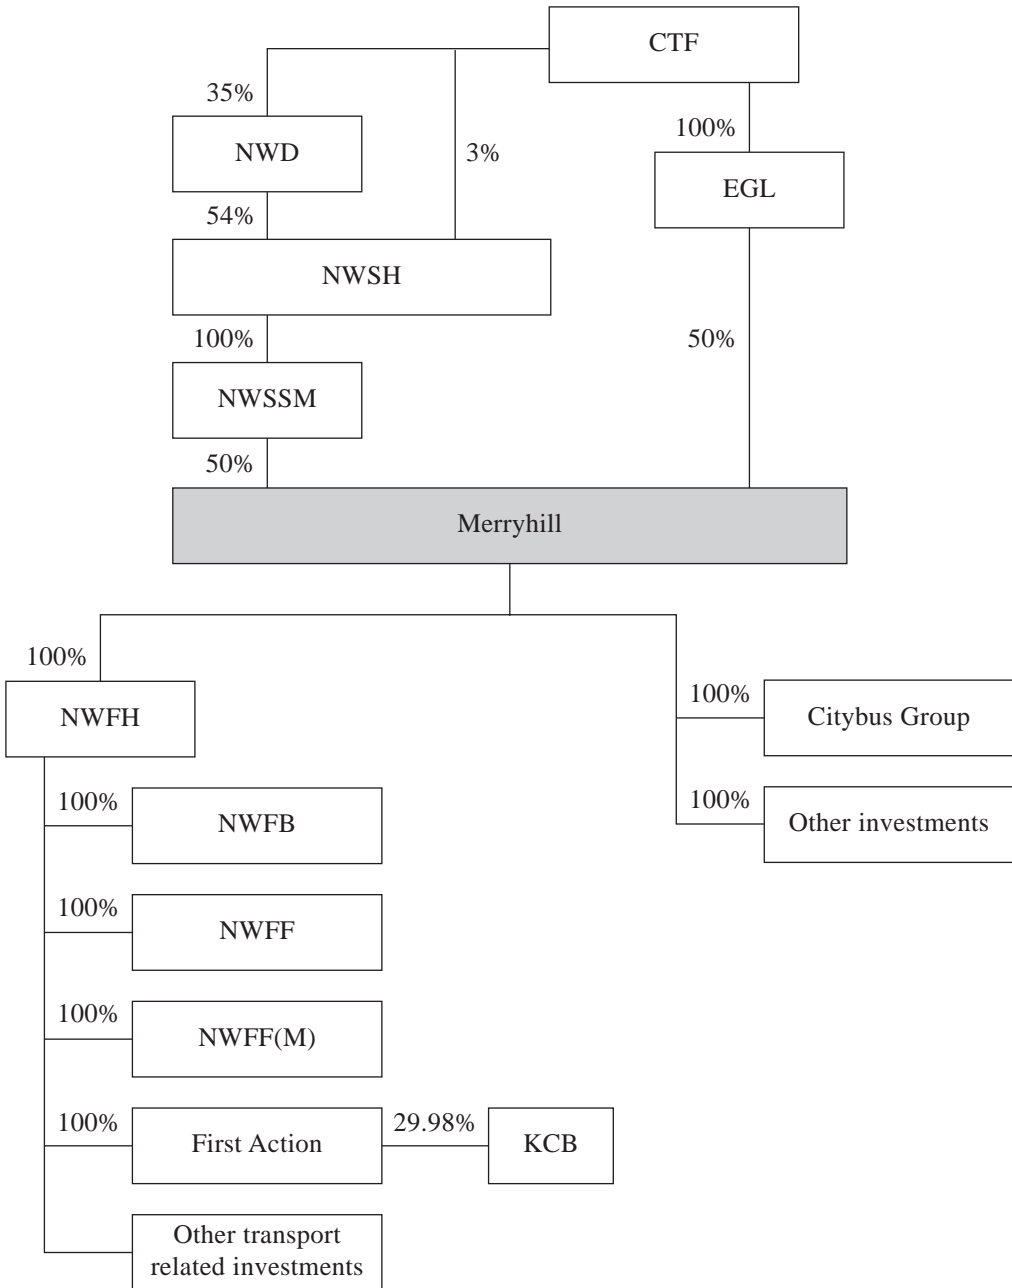 CTF
35%
100%
NWD
3%
EGL
54%
NWSH
100%
50%
NWSSM
50%
Merryhill
100%
NWFH
100%
Citybus Group
100%
NWFB
100%
Other investments
100%
NWFF
100%
NWFF(M)
100%
First Action
29.98%
KCB
Other transport
related investments